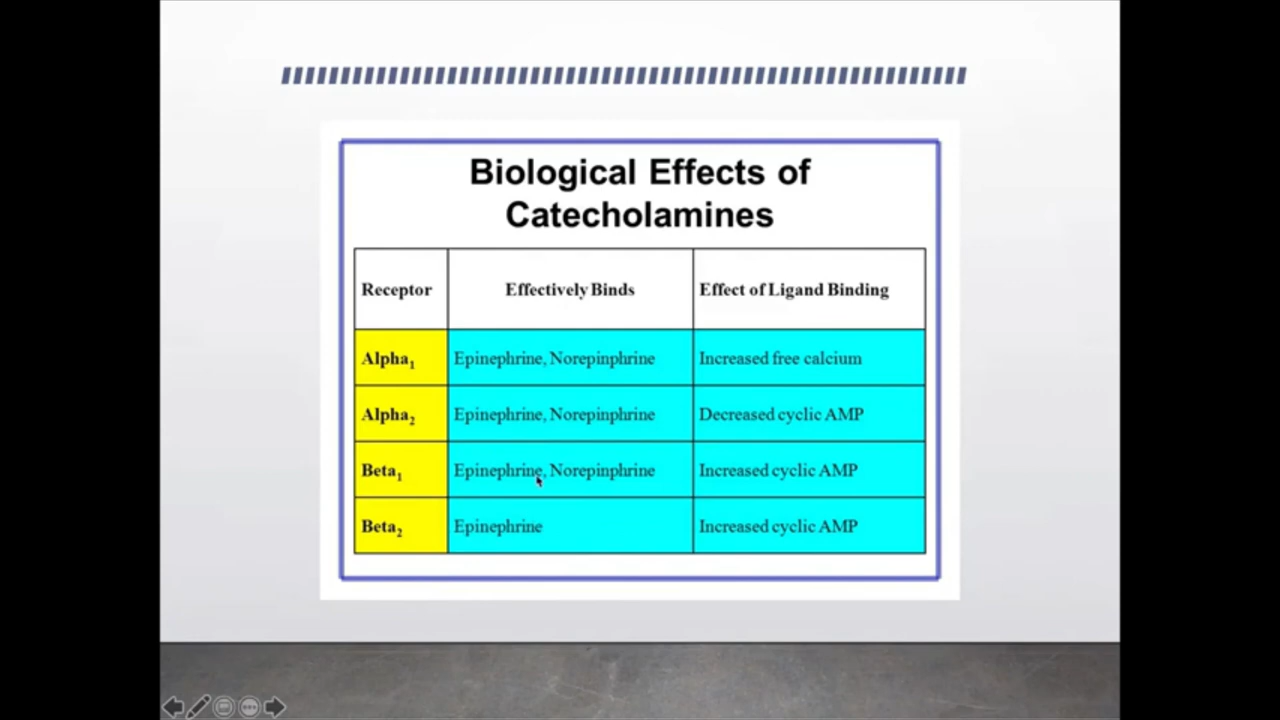 Biological Effects of
Catecholamines
Receptor Effectively Binds Effect of Ligand Binding
Alpha₁ Epinephrine, Norepinphrine Increased free calcium
Alpha₂ Epinephrine, Norepinphrine Decreased cyclic AMP
Beta₁ Epinephrine, Norepinphrine Increased cyclic AMP
Beta₂ Epinephrine Increased cyclic AMP